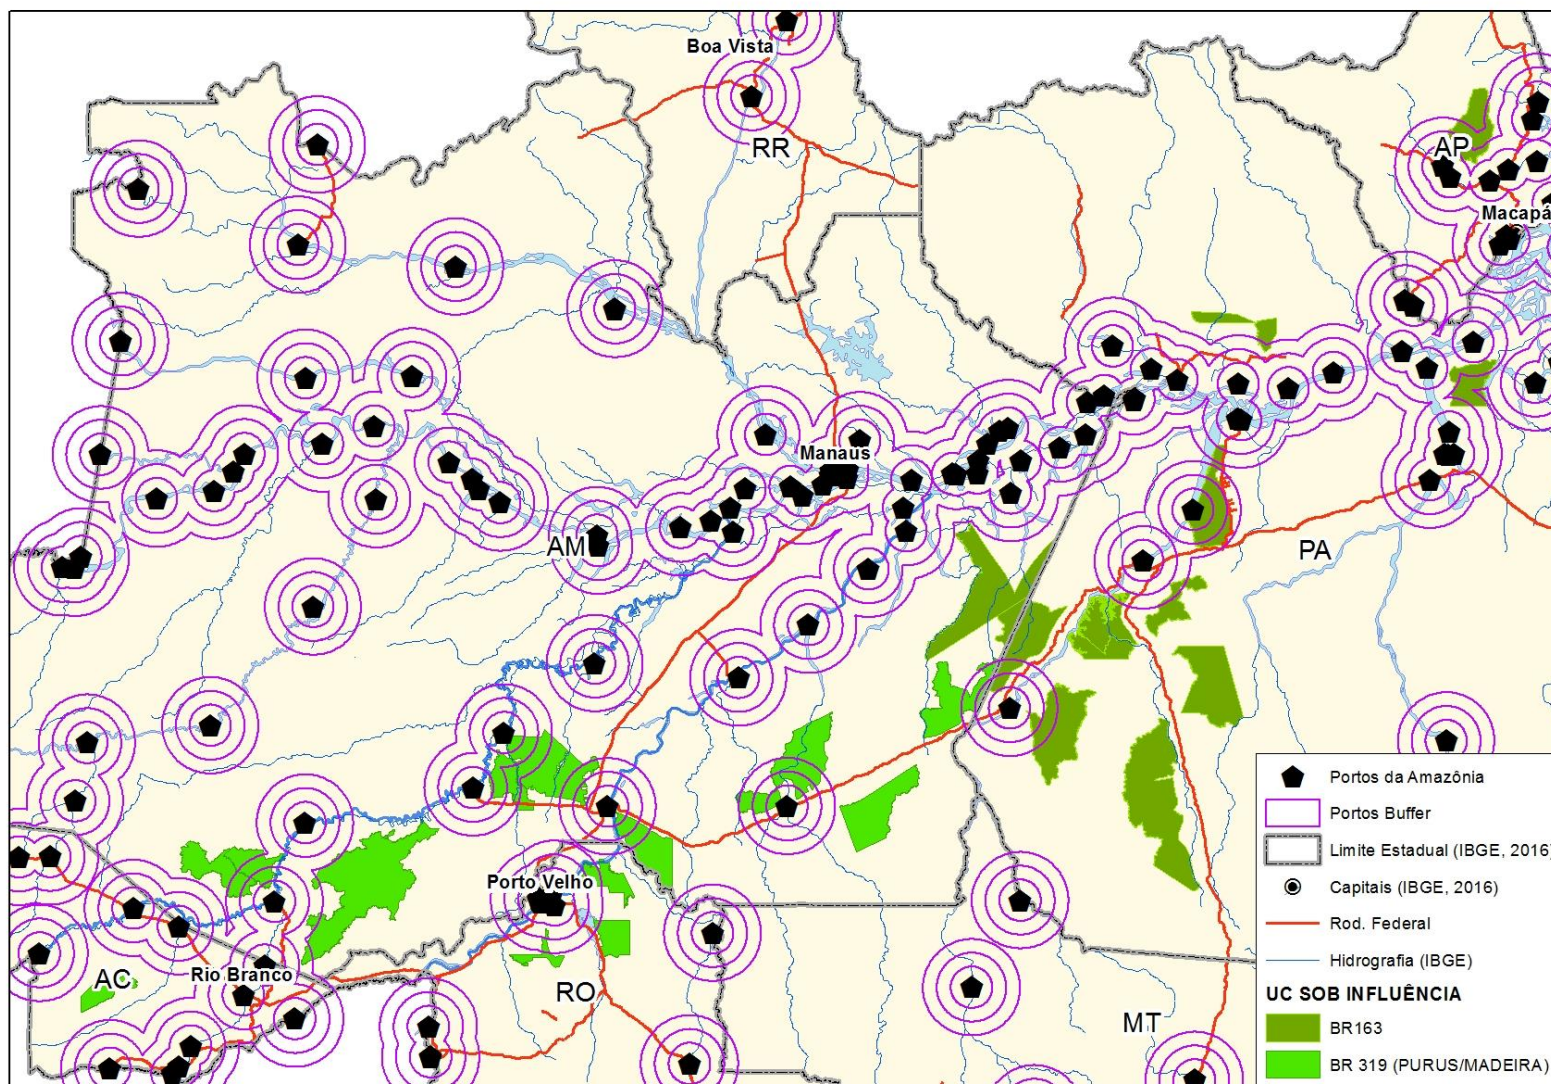 Boa Vista
RR
AP
Macapá
Manaus
AM
PA
Porto Velho
Rio Branco
AC
RO
MT
Portos da Amazônia
Portos Buffer
Limite Estadual (IBGE, 2016)
Capitais (IBGE, 2016)
Rod. Federal
Hidrografia (IBGE)
UC SOB INFLUÊNCIA
BR163
BR 319 (PURUS/MADEIRA)